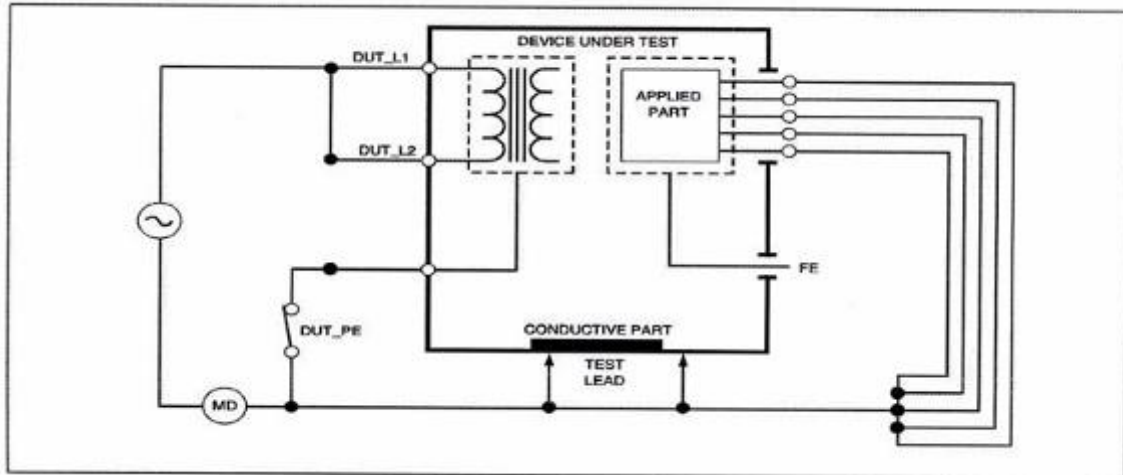 DEVICE UNDER TEST
DUT_L1
APPLIED
PART
DUT_L2
FE
DUT_PE
CONDUCTIVE PART
TEST
LEAD
MD